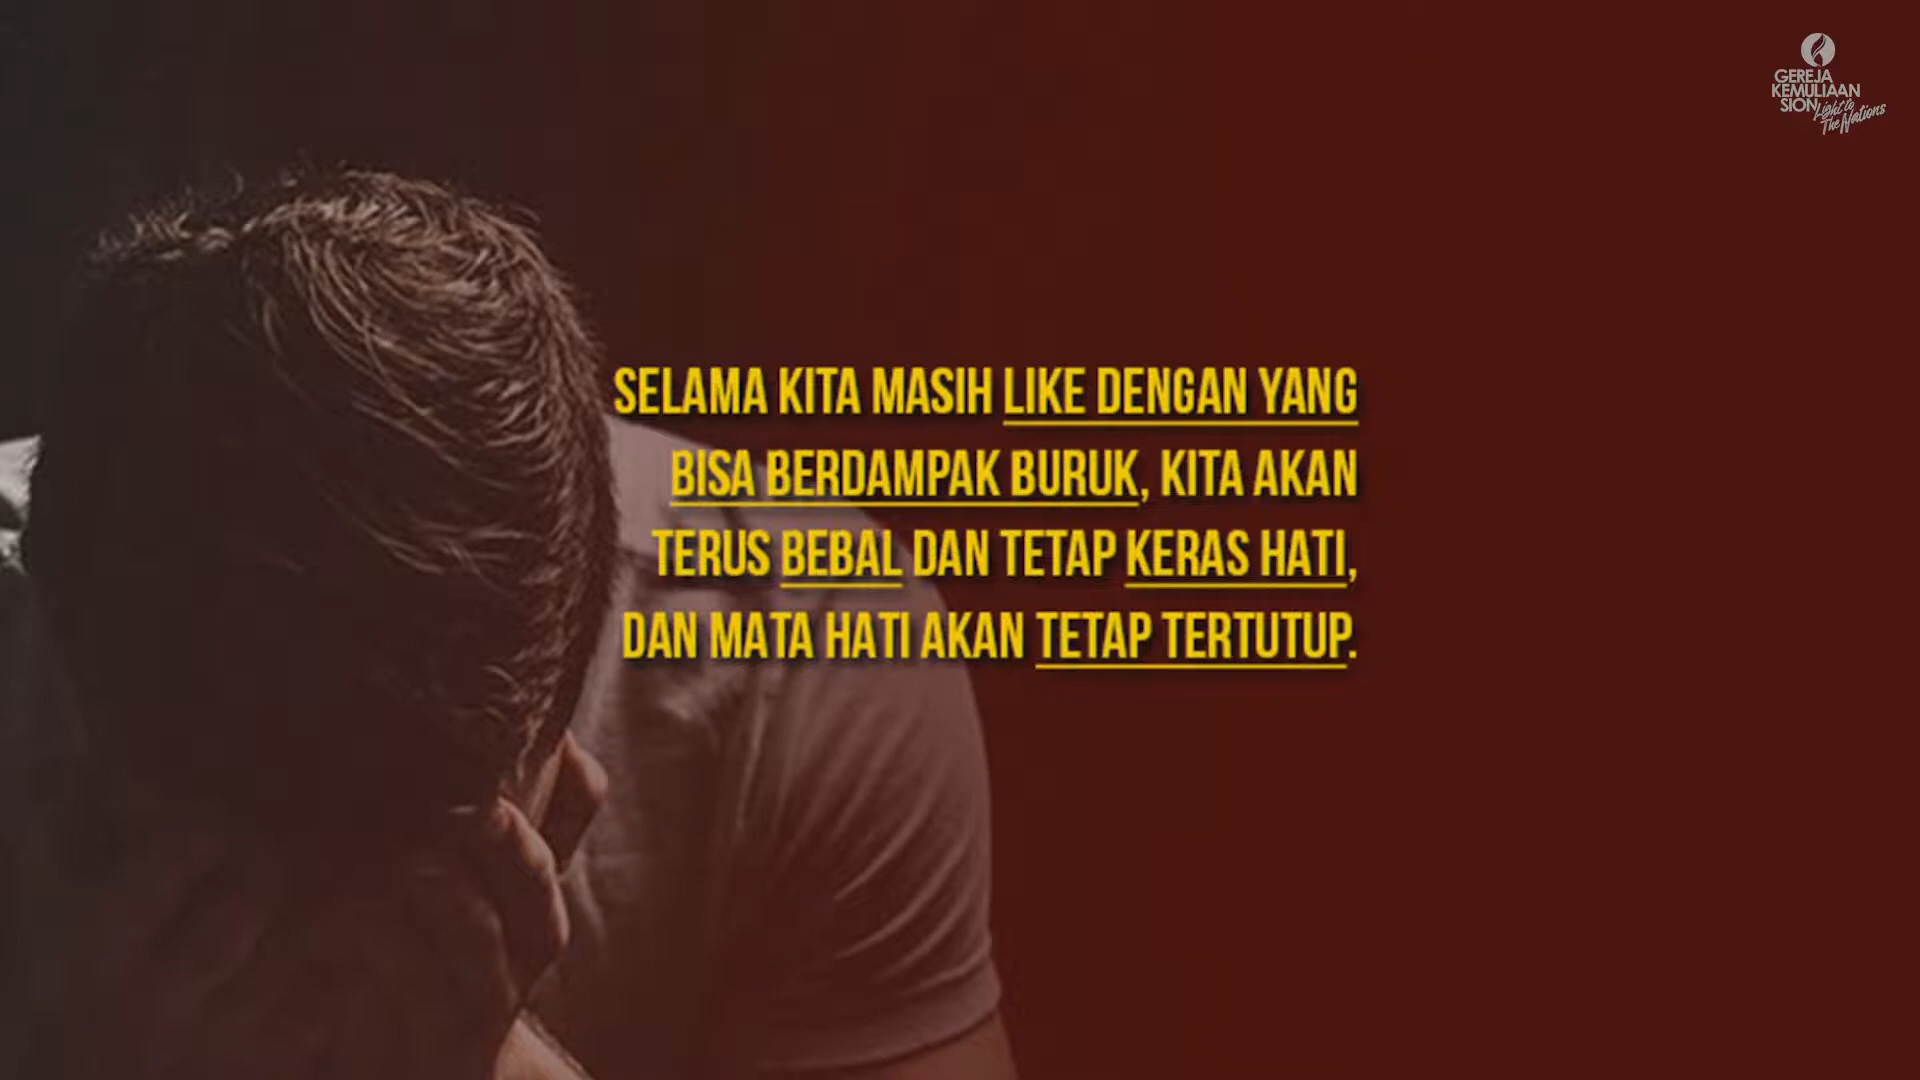 GEREJA
KEMULIAAN
SION
Light to
The Nations
SELAMA KITA MASIH LIKE DENGAN YANG
BISA BERDAMPAK BURUK, KITA AKAN
TERUS BEBAL DAN TETAP KERAS HATI,
DAN MATA HATI AKAN TETAP TERTUTUP.